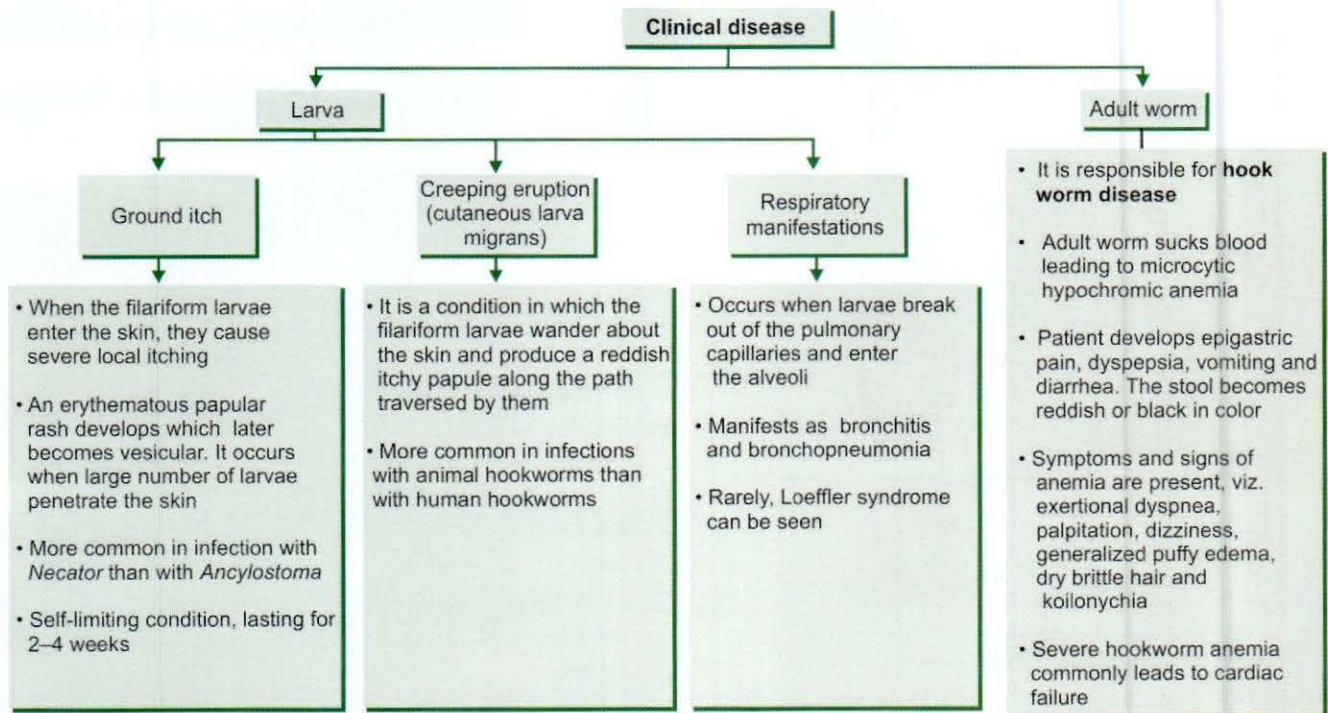 Clinical disease
Larva
Adult worm
Ground itch
Creeping eruption
(cutaneous larva
migrans)
Respiratory
manifestations
• When the filariform larvae
enter the skin, they cause
severe local itching
• An erythematous papular
rash develops which later
becomes vesicular. It occurs
when large number of larvae
penetrate the skin
• More common in infection with
Necator than with Ancylostoma
• Self-limiting condition, lasting for
2–4 weeks
• It is a condition in which the
filariform larvae wander about
the skin and produce a reddish
itchy papule along the path
traversed by them
• More common in infections
with animal hookworms than
with human hookworms
• Occurs when larvae break
out of the pulmonary
capillaries and enter
the alveoli
• Manifests as bronchitis
and bronchopneumonia
• Rarely, Loeffler syndrome
can be seen
• It is responsible for hook
worm disease
• Adult worm sucks blood
leading to microcytic
hypochromic anemia
• Patient develops epigastric
pain, dyspepsia, vomiting and
diarrhea. The stool becomes
reddish or black in color
• Symptoms and signs of
anemia are present, viz.
exertional dyspnea,
palpitation, dizziness,
generalized puffy edema,
dry brittle hair and
koilonychia
• Severe hookworm anemia
commonly leads to cardiac
failure